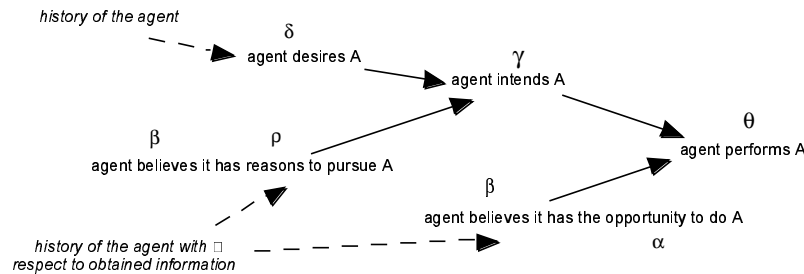 history of the agent
δ
agent desires A
γ
agent intends A
θ
agent performs A
β ρ
agent believes it has reasons to pursue A
β
agent believes it has the opportunity to do A
α
history of the agent with □
respect to obtained information